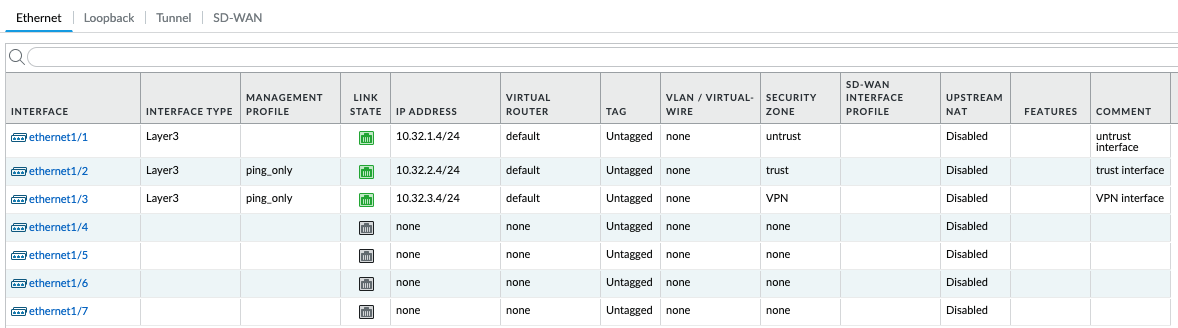 Ethernet Loopback Tunnel SD-WAN
INTERFACE INTERFACE TYPE MANAGEMENT PROFILE LINK STATE IP ADDRESS VIRTUAL ROUTER TAG VLAN / VIRTUAL-WIRE SECURITY ZONE SD-WAN INTERFACE PROFILE UPSTREAM NAT FEATURES COMMENT
ethernet1/1 Layer3 10.32.1.4/24 default Untagged none untrust Disabled untrust interface
ethernet1/2 Layer3 ping_only 10.32.2.4/24 default Untagged none trust Disabled trust interface
ethernet1/3 Layer3 ping_only 10.32.3.4/24 default Untagged none VPN Disabled VPN interface
ethernet1/4 none none Untagged none none Disabled
ethernet1/5 none none Untagged none none Disabled
ethernet1/6 none none Untagged none none Disabled
ethernet1/7 none none Untagged none none Disabled